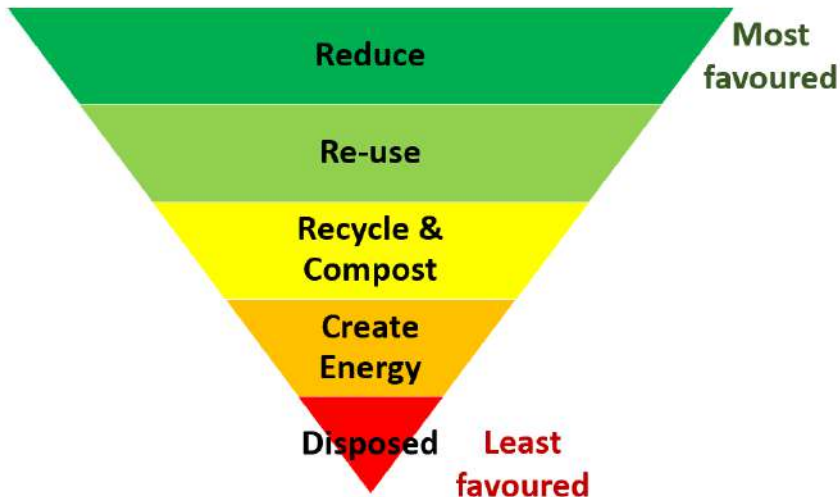 Reduce
Most
favoured
Re-use
Recycle &
Compost
Create
Energy
Disposed
Least
favoured